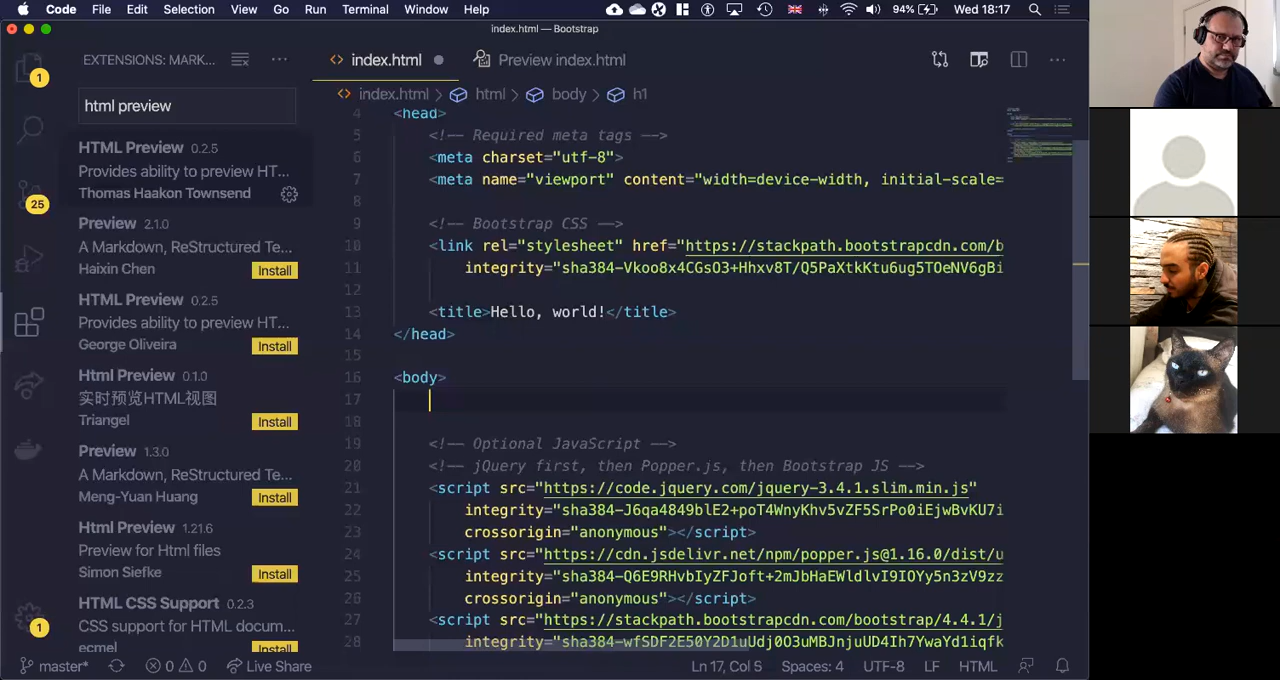 Code File Edit Selection View Go Run Terminal Window Help 94% Wed 18:17
index.html — Bootstrap
EXTENSIONS: MARK...
index.html Preview index.html
html preview
index.html > html > body > h1
HTML Preview 0.2.5
Provides ability to preview HT...
Thomas Haakon Townsend
Preview 2.1.0
A Markdown, ReStructured Te...
Haixin Chen Install
HTML Preview 0.2.5
Provides ability to preview HT...
George Oliveira Install
Html Preview 0.1.0
实时预览HTML视图
Triangel Install
Preview 1.3.0
A Markdown, ReStructured Te...
Meng-Yuan Huang Install
Html Preview 1.21.6
Preview for Html files
Simon Siefke Install
HTML CSS Support 0.2.3
CSS support for HTML docum...
ecmel Install
1
25
1
4 <head>
5 <!-- Required meta tags -->
6 <meta charset="utf-8">
7 <meta name="viewport" content="width=device-width, initial-scale=
8
9 <!-- Bootstrap CSS -->
10 <link rel="stylesheet" href="https://stackpath.bootstrapcdn.com/b
11 integrity="sha384-Vkoo8x4CGsO3+Hhxv8T/Q5PaXtkKtu6ug5TOeNV6gBi
12
13 <title>Hello, world!</title>
14 </head>
15
16 <body>
17
18
19 <!-- Optional JavaScript -->
20 <!-- jQuery first, then Popper.js, then Bootstrap JS -->
21 <script src="https://code.jquery.com/jquery-3.4.1.slim.min.js"
22 integrity="sha384-J6qa4849blE2+poT4WnyKhv5vZF5SrPo0iEjwBvKU7i
23 crossorigin="anonymous"></script>
24 <script src="https://cdn.jsdelivr.net/npm/popper.js@1.16.0/dist/u
25 integrity="sha384-Q6E9RHvbIyZFJoft+2mJbHaEWldlvI9IOYy5n3zV9zz
26 crossorigin="anonymous"></script>
27 <script src="https://stackpath.bootstrapcdn.com/bootstrap/4.4.1/j
28 integrity="sha384-wfSDF2E50Y2D1uUdj0O3uMBJnjuUD4Ih7YwaYd1iqfk
master* 0 0 Live Share Ln 17, Col 5 Spaces: 4 UTF-8 LF HTML